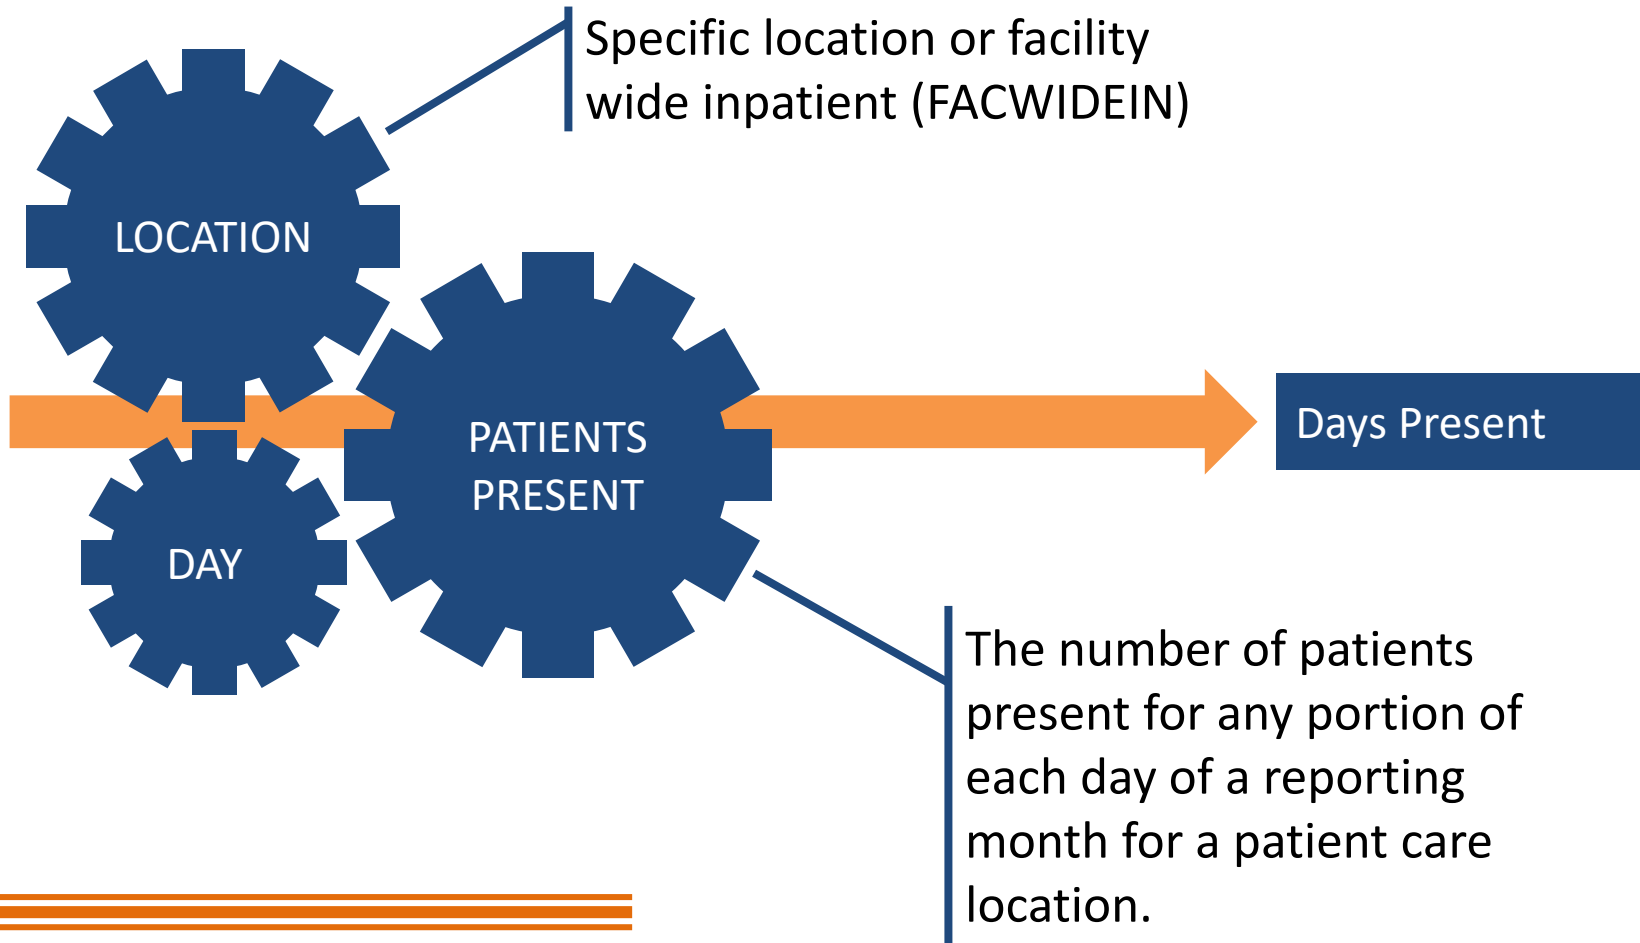 Specific location or facility
wide inpatient (FACWIDEIN)
LOCATION
PATIENTS
PRESENT
Days Present
DAY
The number of patients
present for any portion of
each day of a reporting
month for a patient care
location.